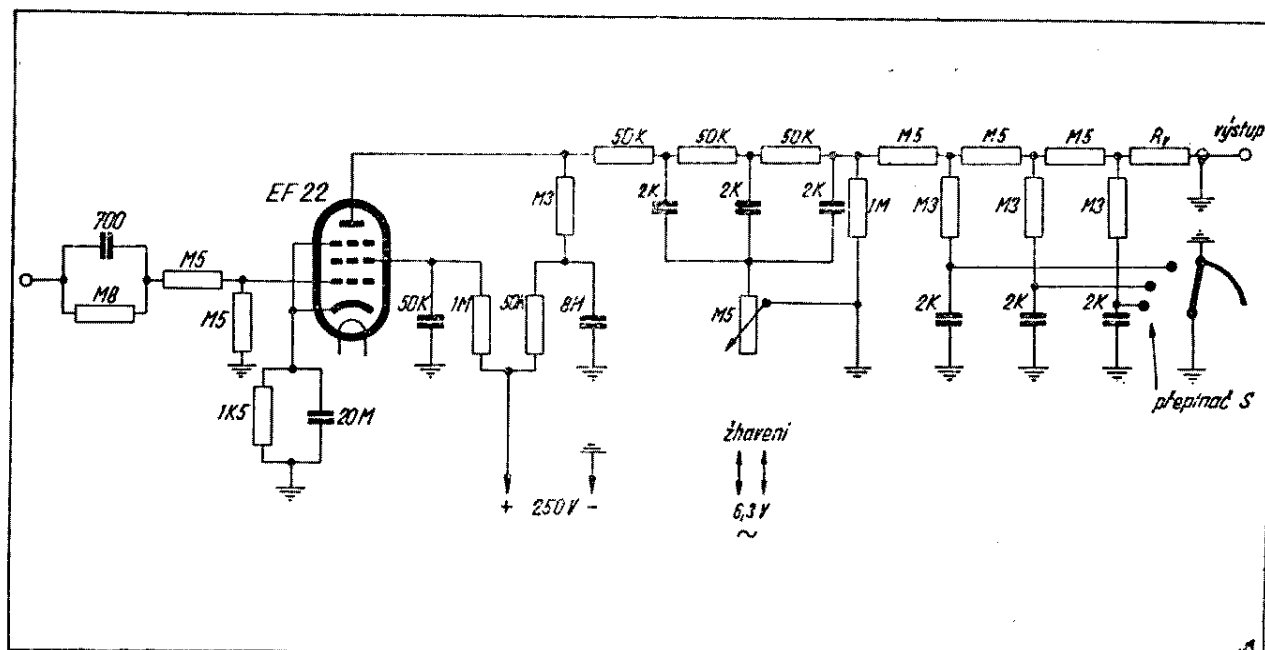 50K
50K
50K
M5
M5
M5
Rv
výstup
EF 22
M3
2K
2K
2K
1M
M3
M3
M3
700
M8
M5
M5
50K
1M
50K
8M
M5
2K
2K
2K
1K5
20M
přepínač S
žhavení
+ 250V -
6,3 V
~